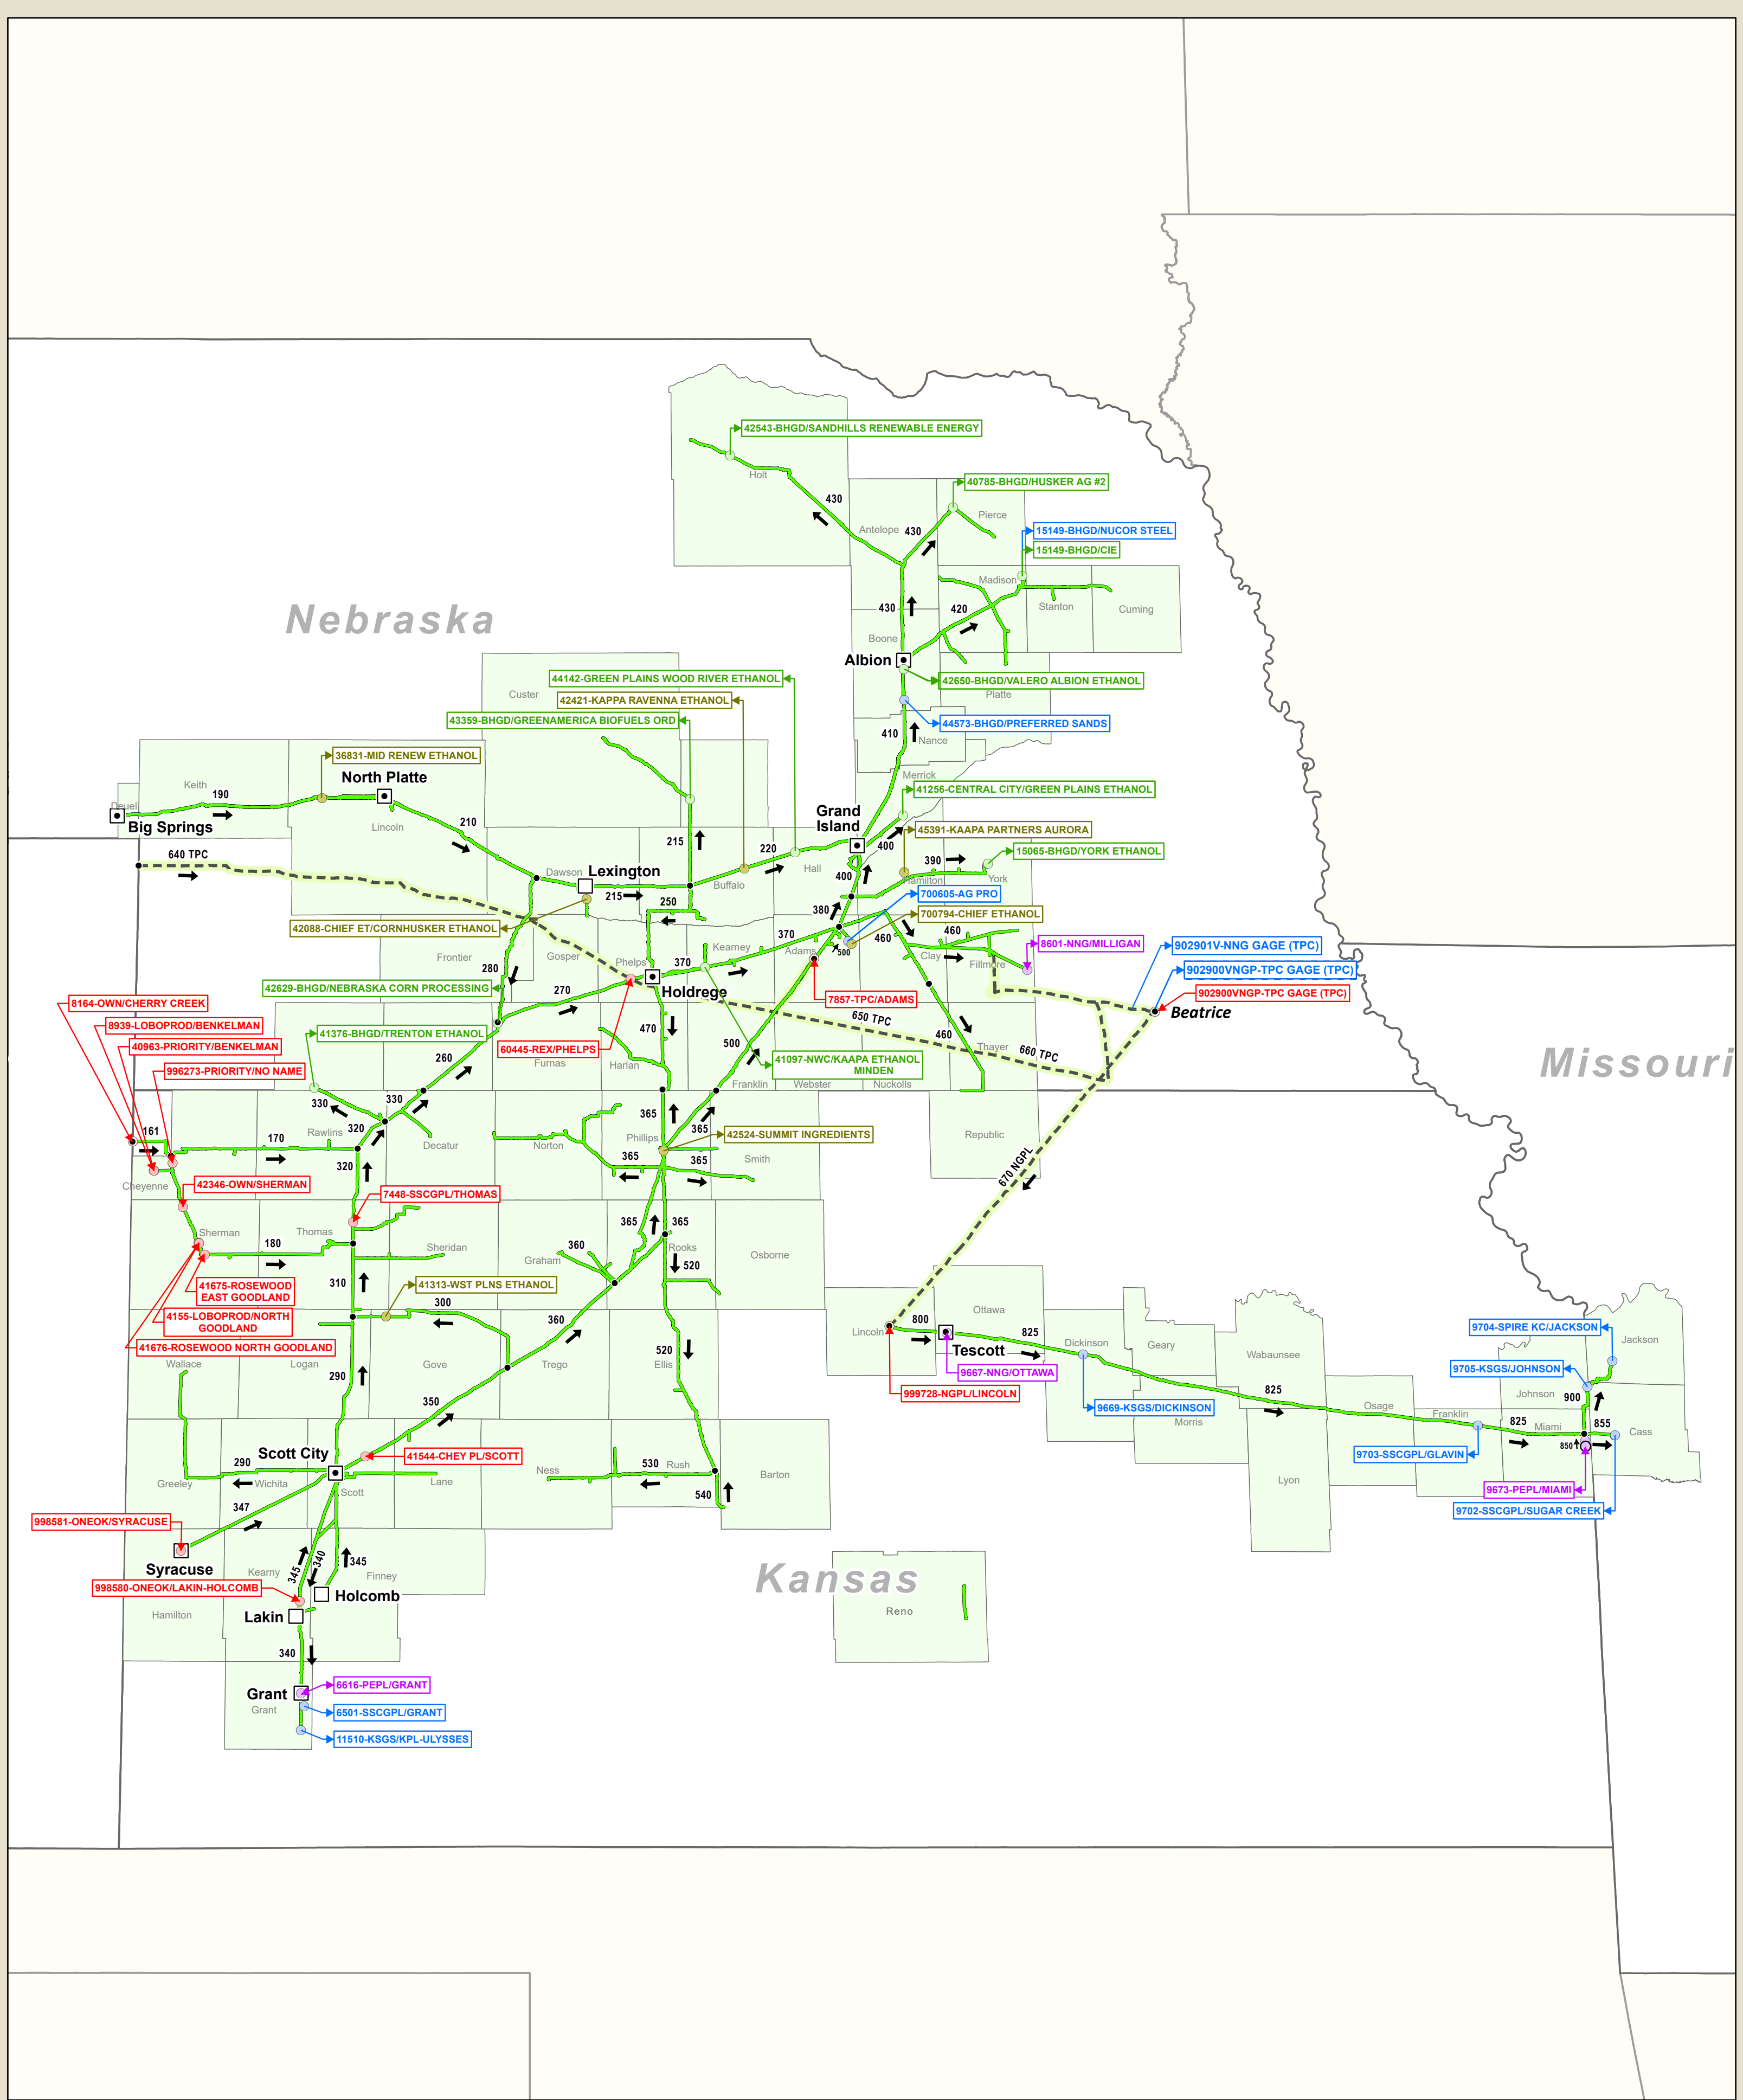 42543-BHGD/SANDHILLS RENEWABLE ENERGY
Holt
40785-BHGD/HUSKER AG #2
430
Pierce
Antelope
430
15149-BHGD/NUCOR STEEL
15149-BHGD/CIE
Madison
Stanton
Cuming
430
420
Nebraska
Boone
Albion
44142-GREEN PLAINS WOOD RIVER ETHANOL
42650-BHGD/VALERO ALBION ETHANOL
Custer
Platte
42421-KAPPA RAVENNA ETHANOL
43359-BHGD/GREENAMERICA BIOFUELS ORD
44573-BHGD/PREFERRED SANDS
410
Nance
36831-MID RENEW ETHANOL
North Platte
Merrick
Keith
190
41256-CENTRAL CITY/GREEN PLAINS ETHANOL
Deuel
Big Springs
Lincoln
210
Grand
Island
45391-KAAPA PARTNERS AURORA
215
220
400
15065-BHGD/YORK ETHANOL
640 TPC
390
Hall
Dawson
Lexington
Buffalo
400
Hamilton
York
215
250
700605-AG PRO
380
700794-CHIEF ETHANOL
42088-CHIEF ET/CORNHUSKER ETHANOL
370
460
460
8601-NNG/MILLIGAN
902901V-NNG GAGE (TPC)
Kearney
Adams
500
Clay
Frontier
Gosper
Phelps
370
Fillmore
902900VNGP-TPC GAGE (TPC)
280
42629-BHGD/NEBRASKA CORN PROCESSING
270
Holdrege
7857-TPC/ADAMS
902900VNGP-TPC GAGE (TPC)
8164-OWN/CHERRY CREEK
Beatrice
650 TPC
8939-LOBOPROD/BENKELMAN
41376-BHGD/TRENTON ETHANOL
470
460
40963-PRIORITY/BENKELMAN
500
Thayer
660 TPC
60445-REX/PHELPS
260
Furnas
Harlan
41097-NWC/KAAPA ETHANOL
MINDEN
Missouri
996273-PRIORITY/NO NAME
Franklin
Webster
Nuckolls
330
330
365
161
170
Rawlins
320
Decatur
Norton
Phillips
365
42524-SUMMIT INGREDIENTS
Republic
320
365
365
Smith
Cheyenne
670 NGPL
42346-OWN/SHERMAN
7448-SSCGPL/THOMAS
Sherman
Thomas
365
365
180
Sheridan
360
Rooks
Graham
Osborne
520
310
41675-ROSEWOOD
EAST GOODLAND
41313-WST PLNS ETHANOL
300
4155-LOBOPROD/NORTH
GOODLAND
360
Ottawa
Lincoln
800
825
9704-SPIRE KC/JACKSON
Jackson
41676-ROSEWOOD NORTH GOODLAND
520
Tescott
Dickinson
Geary
Wallace
Logan
Gove
Trego
Ellis
Wabaunsee
9667-NNG/OTTAWA
9705-KSGS/JOHNSON
290
999728-NGPL/LINCOLN
825
Johnson
900
350
9669-KSGS/DICKINSON
Osage
Franklin
825
Miami
855
Morris
Cass
Scott City
41544-CHEY PL/SCOTT
850
9703-SSCGPL/GLAVIN
290
530
Rush
Ness
Barton
Greeley
Wichita
Scott
Lane
Lyon
9673-PEPL/MIAMI
540
347
9702-SSCGPL/SUGAR CREEK
998581-ONEOK/SYRACUSE
Syracuse
345
340
345
Kearny
Finney
Kansas
998580-ONEOK/LAKIN-HOLCOMB
Holcomb
Hamilton
Lakin
Reno
340
6616-PEPL/GRANT
Grant
Grant
6501-SSCGPL/GRANT
11510-KSGS/KPL-ULYSSES